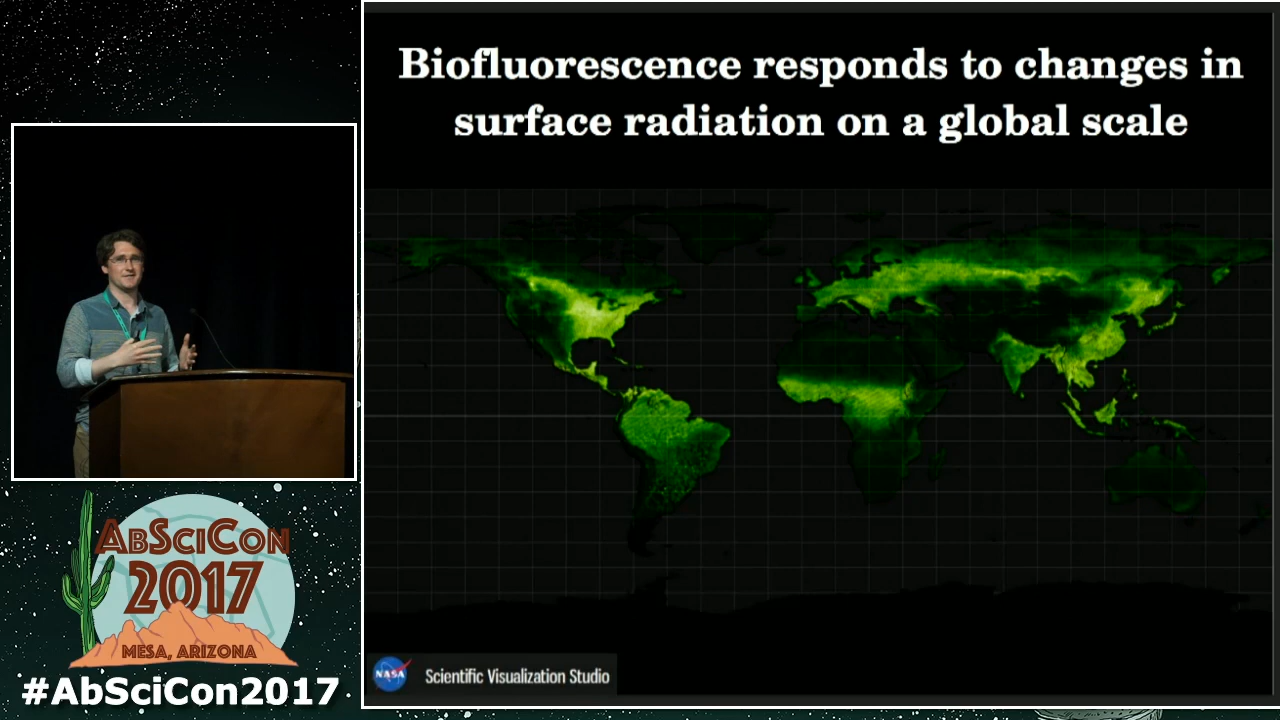 Biofluorescence responds to changes in
surface radiation on a global scale
NASA
Scientific Visualization Studio
AbSciCon
2017
MESA, ARIZONA
#AbSciCon2017